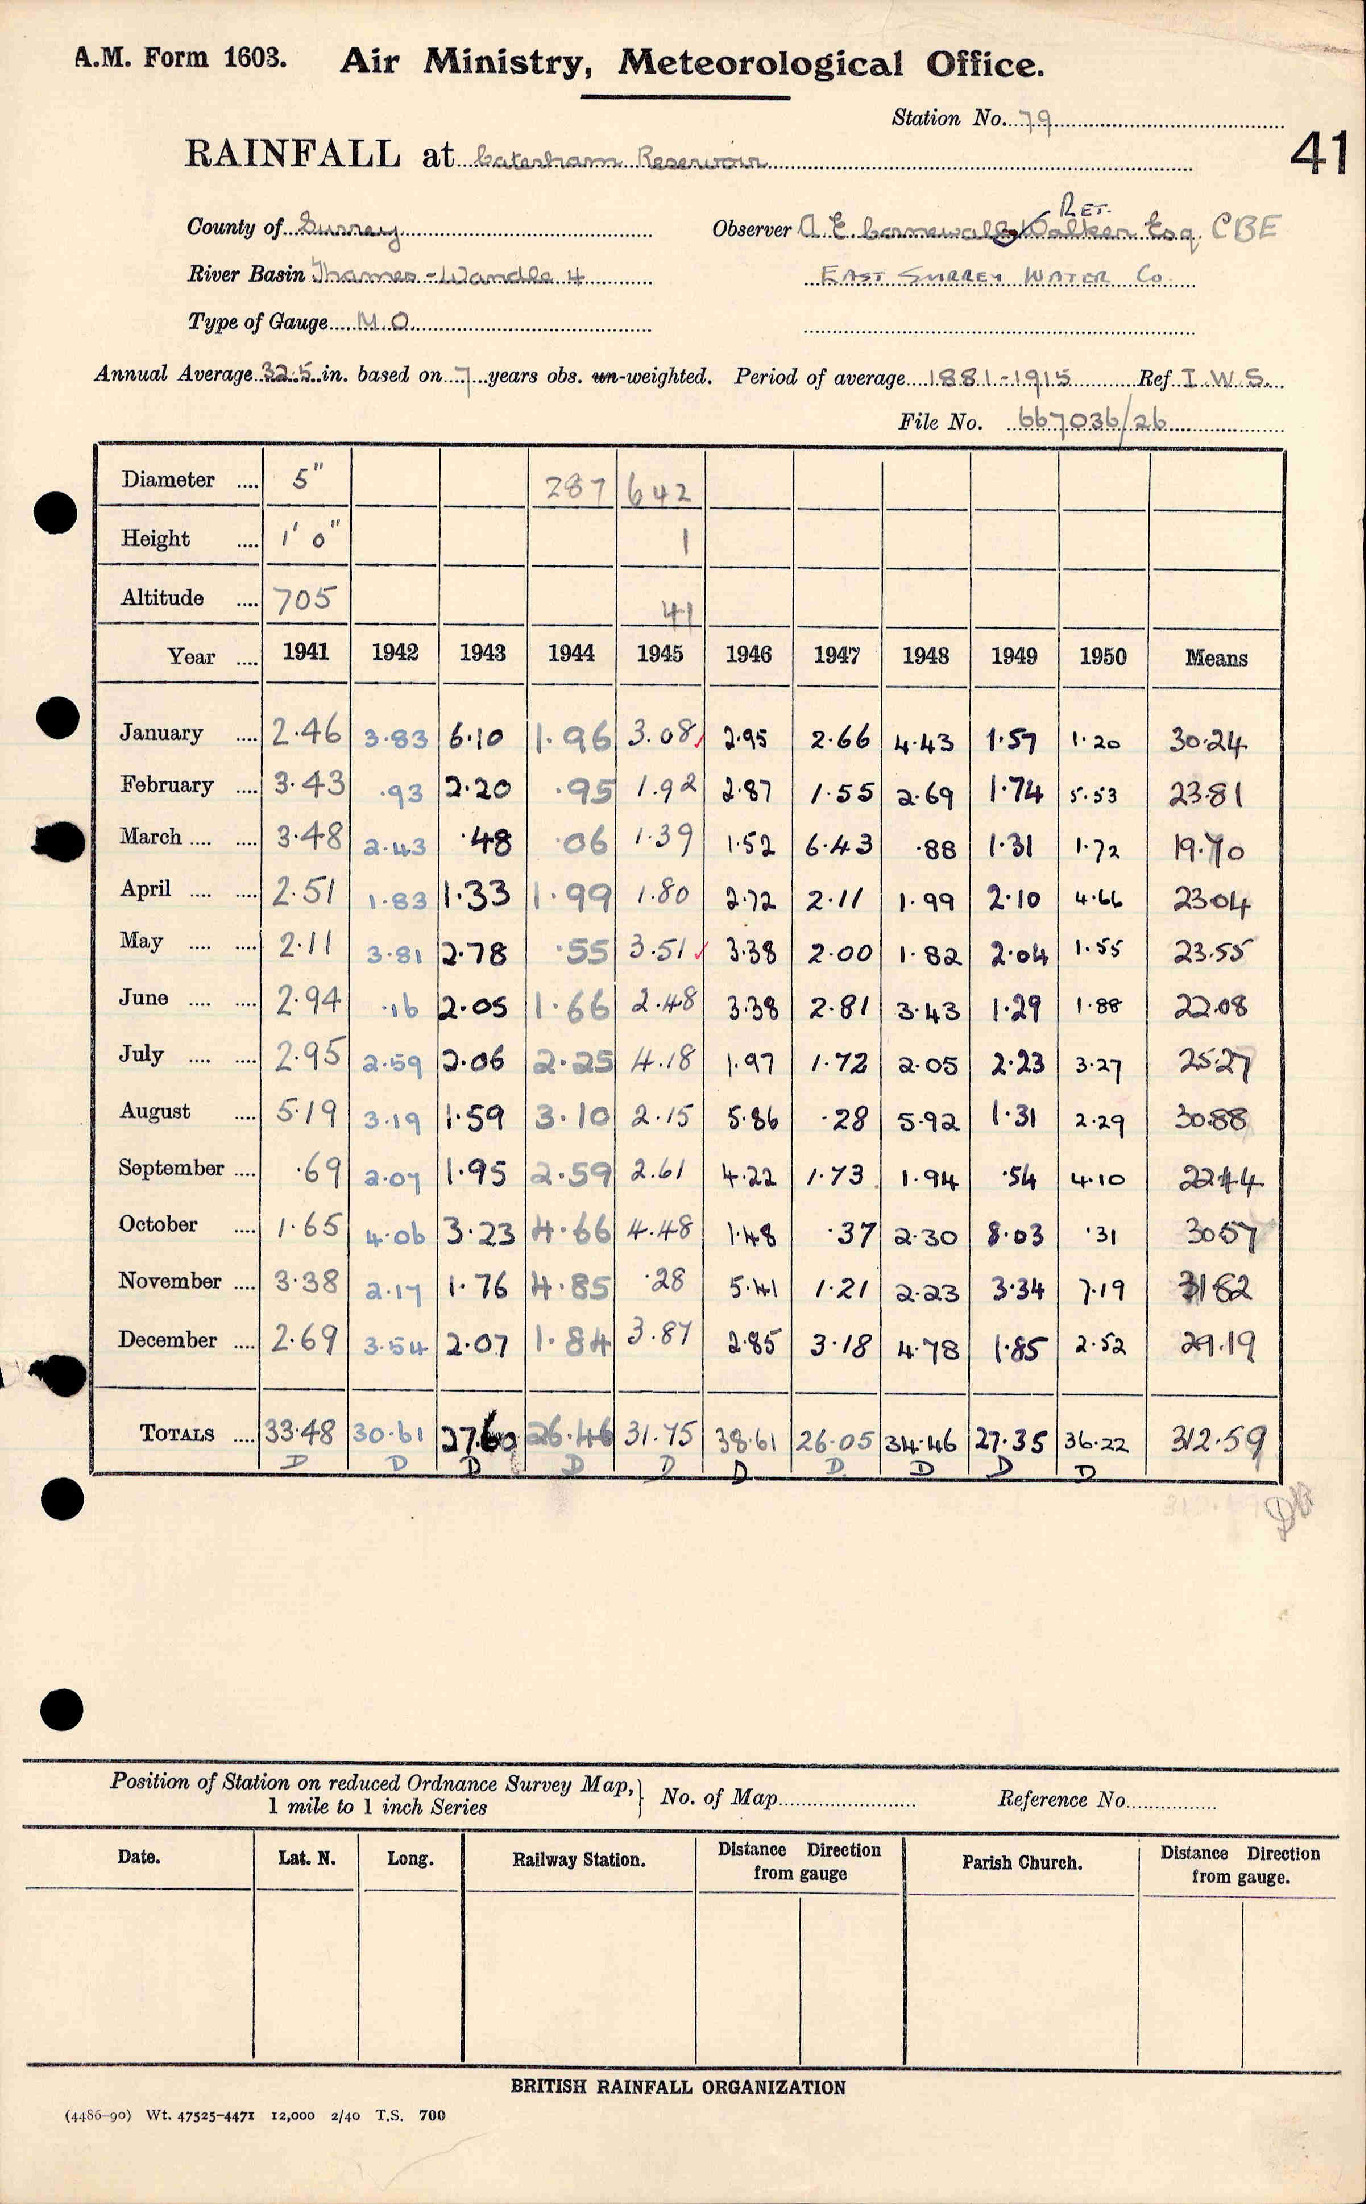 A.M. Form 1603. Air Ministry, Meteorological Office.
Station No. 79
41
RAINFALL at Caterham Reservoir
Ret.
County of Surrey Observer A E Cornewall-Walker Esq. CBE
River Basin Thames - Wandle 4 EAST SURREY WATER Co.
Type of Gauge M O
Annual Average 32.5 in. based on 7 years obs. un-weighted. Period of average 1881-1915 Ref I.W.S.
File No. 667036/26
Diameter .... 5" 287 642
Height .... 1' 0" 1
Altitude .... 705 41
Year .... 1941 1942 1943 1944 1945 1946 1947 1948 1949 1950 Means
January .... 2.46 3.83 6.10 1.96 3.08 2.95 2.66 4.43 1.57 1.20 30.24
February .... 3.43 .93 2.20 .95 1.92 2.87 1.55 2.69 1.74 5.53 23.81
March .... .... 3.48 2.43 .48 .06 1.39 1.52 6.43 .88 1.31 1.72 19.70
April .... .... 2.51 1.83 1.33 1.99 1.80 2.72 2.11 1.99 2.10 4.66 23.04
May .... .... 2.11 3.81 2.78 .55 3.51 3.38 2.00 1.82 2.04 1.55 23.55
June .... .... 2.94 .16 2.05 1.66 2.48 3.38 2.81 3.43 1.29 1.88 22.08
July .... .... 2.95 2.59 2.06 2.25 4.18 1.97 1.72 2.05 2.23 3.27 25.27
August .... 5.19 3.19 1.59 3.10 2.15 5.86 .28 5.92 1.31 2.29 30.88
September .... .69 2.07 1.95 2.59 2.61 4.22 1.73 1.94 .54 4.10 22.44
October .... 1.65 4.06 3.23 4.66 4.48 1.48 .37 2.30 8.03 .31 30.57
November .... 3.38 2.17 1.76 4.85 .28 5.41 1.21 2.23 3.34 7.19 31.82
December .... 2.69 3.54 2.07 1.84 3.87 2.85 3.18 4.78 1.85 2.52 29.19
TOTALS .... 33.48 30.61 27.60 26.46 31.75 38.61 26.05 34.46 27.35 36.22 312.59
D D D D D D D D D D
Position of Station on reduced Ordnance Survey Map, } No. of Map Reference No.
1 mile to 1 inch Series
Date. Lat. N. Long. Railway Station. Distance Direction from gauge Parish Church. Distance Direction from gauge.
BRITISH RAINFALL ORGANIZATION
(4486-90) Wt. 47525-4471 12,000 2/40 T.S. 700